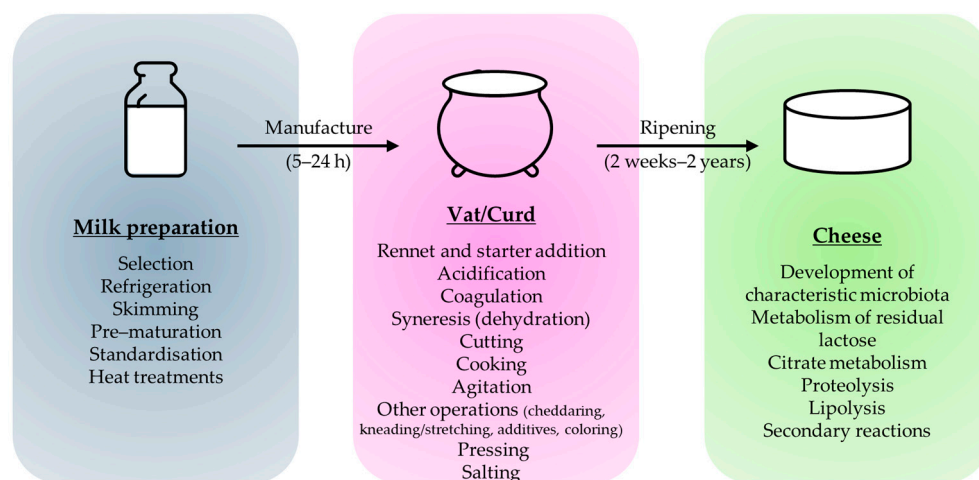 Milk preparation
Selection
Refrigeration
Skimming
Pre–maturation
Standardisation
Heat treatments
Manufacture
(5–24 h)
Vat/Curd
Rennet and starter addition
Acidification
Coagulation
Syneresis (dehydration)
Cutting
Cooking
Agitation
Other operations (cheddaring,
kneading/stretching, additives, coloring)
Pressing
Salting
Ripening
(2 weeks–2 years)
Cheese
Development of
characteristic microbiota
Metabolism of residual
lactose
Citrate metabolism
Proteolysis
Lipolysis
Secondary reactions